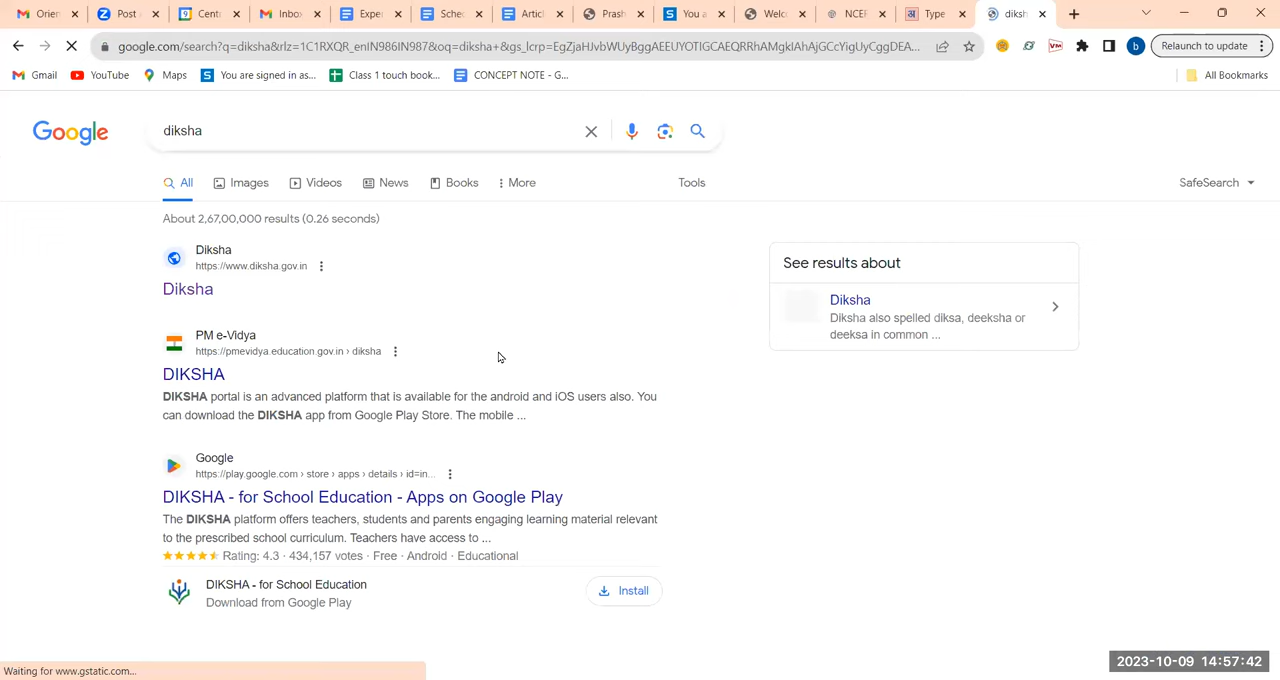 Orien
Post
Centr
Inbox
Expe
Sche
Articl
Prash
You a
Welc
NCEF
Type
diksh
google.com/search?q=diksha&rlz=1C1RXQR_enIN986IN987&oq=diksha+&gs_lcrp=EgZjaHJvbWUyBggAEEUYOTIGCAEQRRhAMgkIAhAjGCcYigUyCggDEA...
b
Relaunch to update
Gmail
YouTube
Maps
You are signed in as...
Class 1 touch book...
CONCEPT NOTE - G...
All Bookmarks
Google
diksha
All
Images
Videos
News
Books
More
Tools
SafeSearch
About 2,67,00,000 results (0.26 seconds)
Diksha
https://www.diksha.gov.in
Diksha
See results about
Diksha
Diksha also spelled diksa, deeksha or
deeksa in common ...
PM e-Vidya
https://pmevidya.education.gov.in › diksha
DIKSHA
DIKSHA portal is an advanced platform that is available for the android and iOS users also. You
can download the DIKSHA app from Google Play Store. The mobile ...
Google
https://play.google.com › store › apps › details › id=in...
DIKSHA - for School Education - Apps on Google Play
The DIKSHA platform offers teachers, students and parents engaging learning material relevant
to the prescribed school curriculum. Teachers have access to ...
Rating: 4.3 · 434,157 votes · Free · Android · Educational
DIKSHA - for School Education
Download from Google Play
Install
Waiting for www.gstatic.com...
2023-10-09 14:57:42